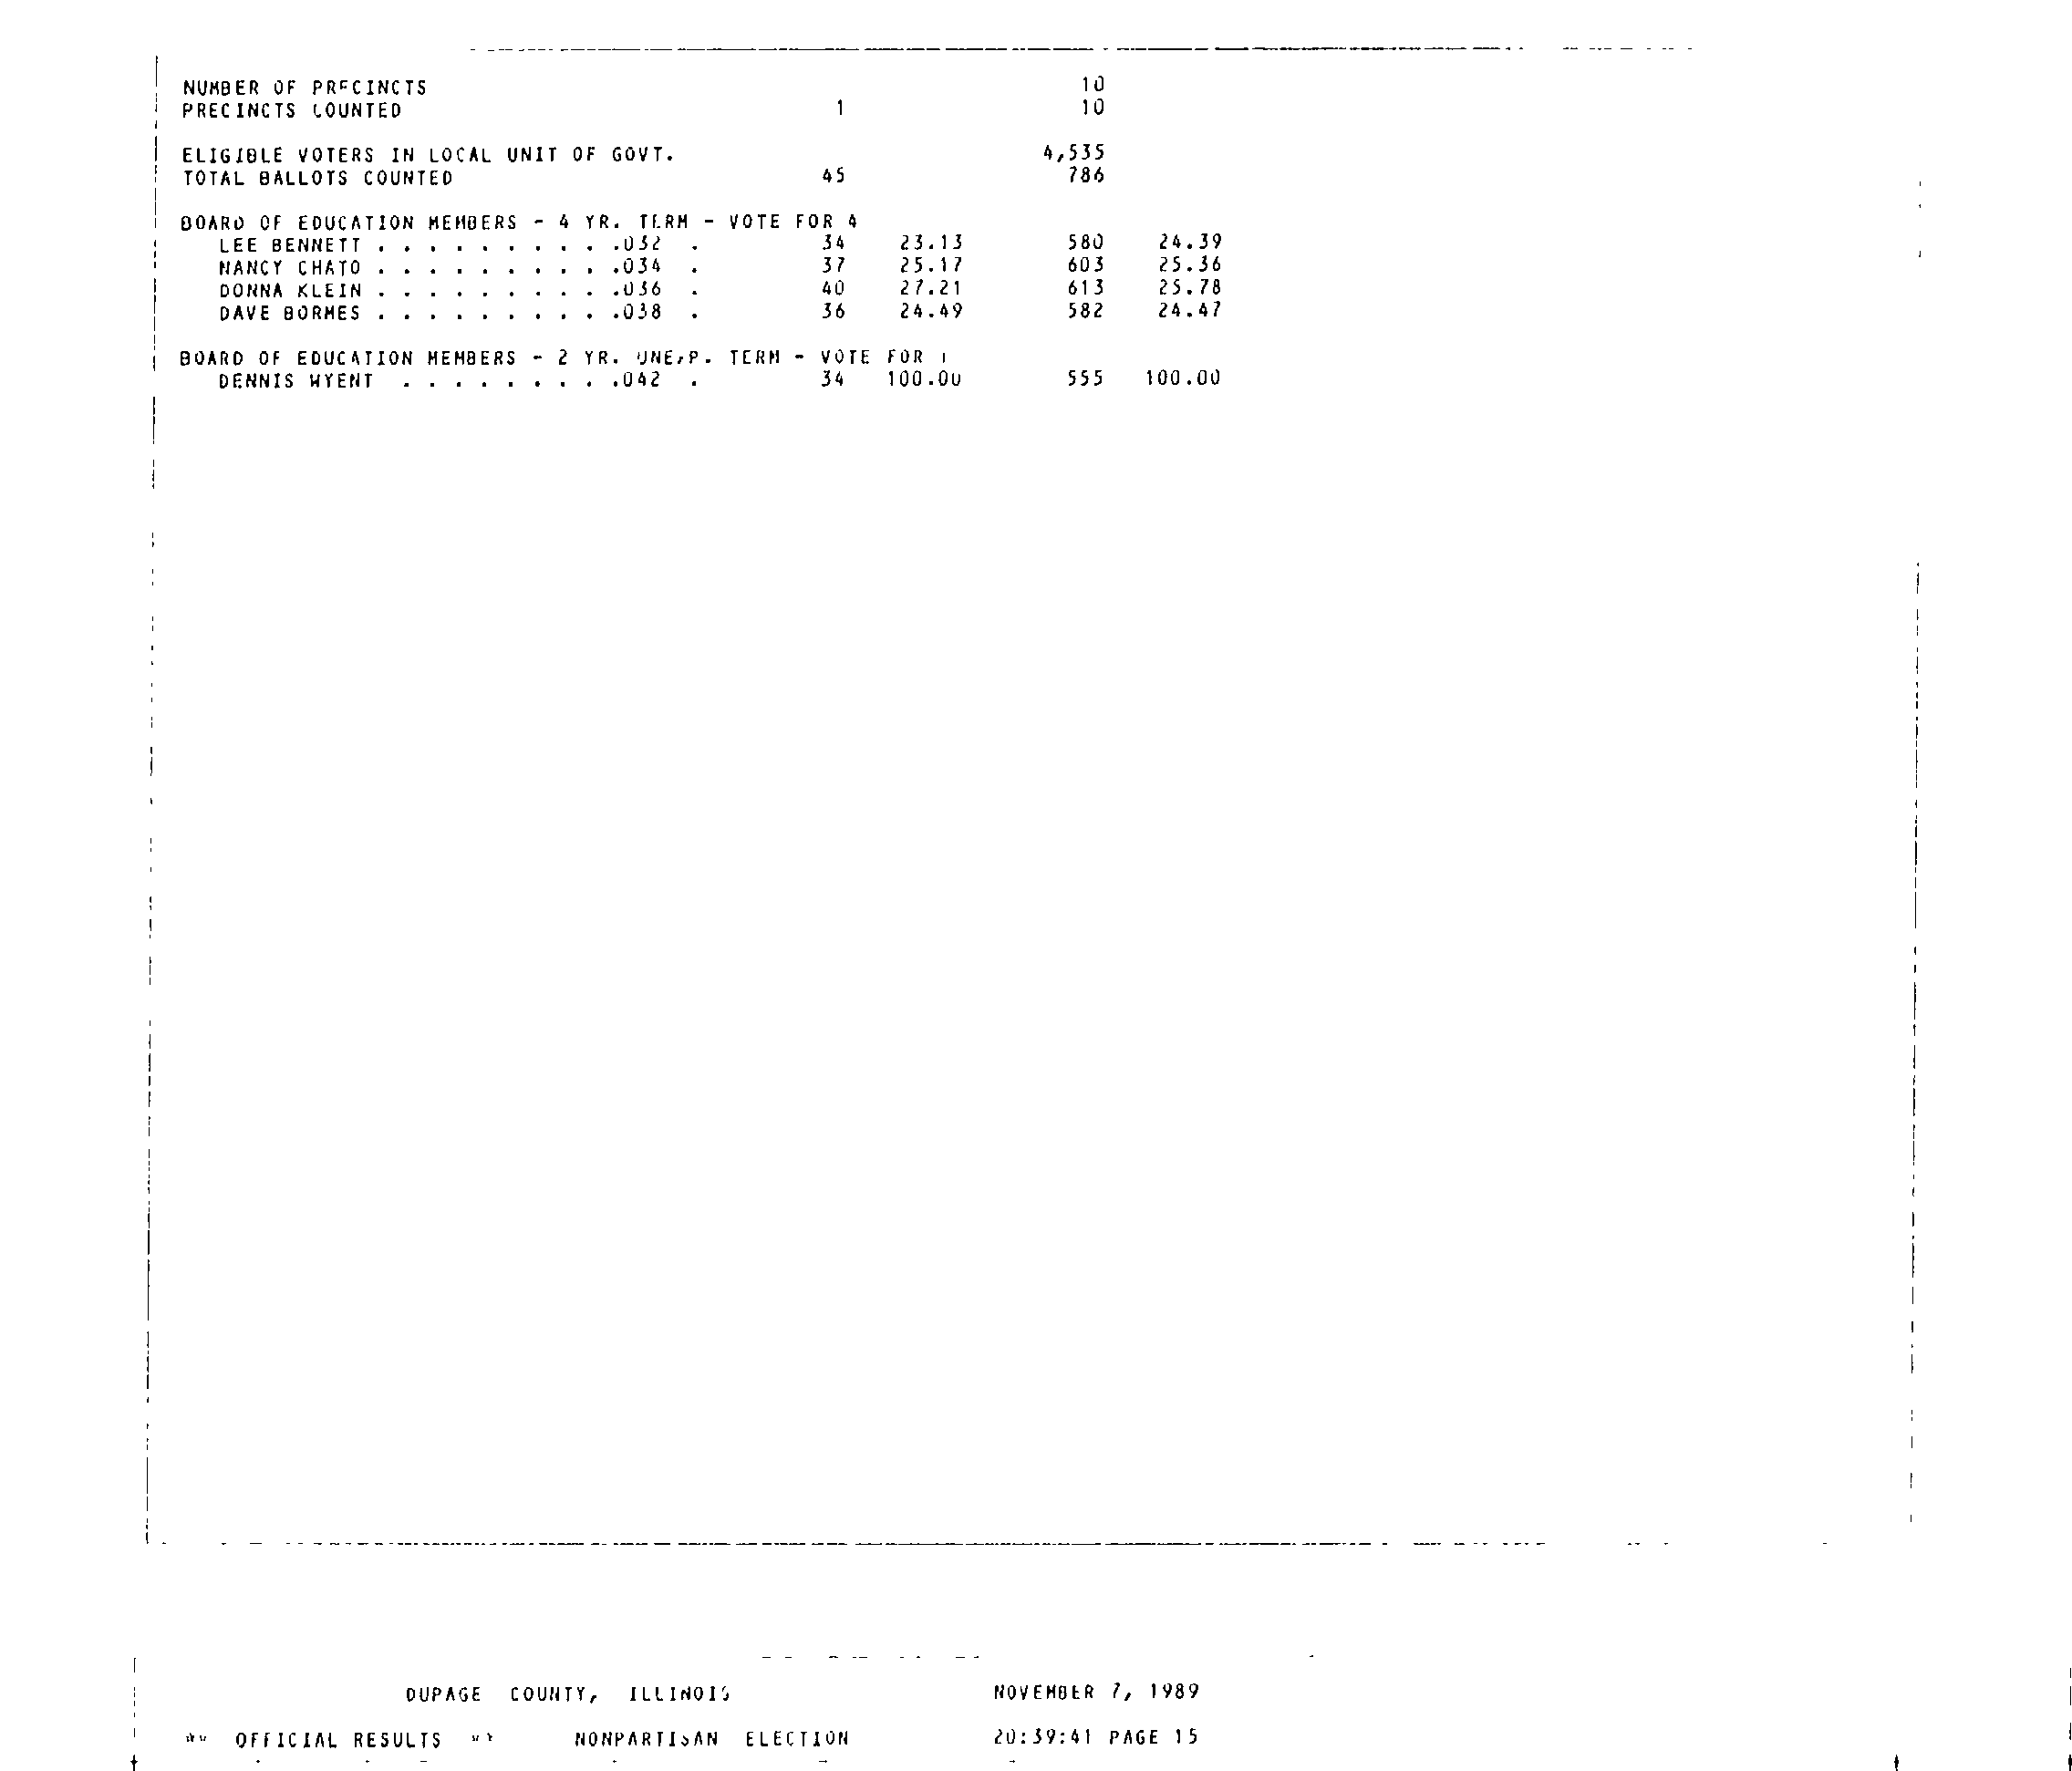 NUMBER OF PRECINCTS 10
PRECINCTS COUNTED 1 10
ELIGIBLE VOTERS IN LOCAL UNIT OF GOVT. 4,535
TOTAL BALLOTS COUNTED 45 786
BOARD OF EDUCATION MEMBERS - 4 YR. TERM - VOTE FOR 4
LEE BENNETT . . . . . . . . . .032 . 34 23.13 580 24.39
NANCY CHATO . . . . . . . . . .034 . 37 25.17 603 25.36
DONNA KLEIN . . . . . . . . . .036 . 40 27.21 613 25.78
DAVE BORMES . . . . . . . . . .038 . 36 24.49 582 24.47
BOARD OF EDUCATION MEMBERS - 2 YR. UNEXP. TERM - VOTE FOR 1
DENNIS WYENT . . . . . . . . .042 . 34 100.00 555 100.00
DUPAGE COUNTY, ILLINOIS NOVEMBER 7, 1989
** OFFICIAL RESULTS ** NONPARTISAN ELECTION 20:39:41 PAGE 15